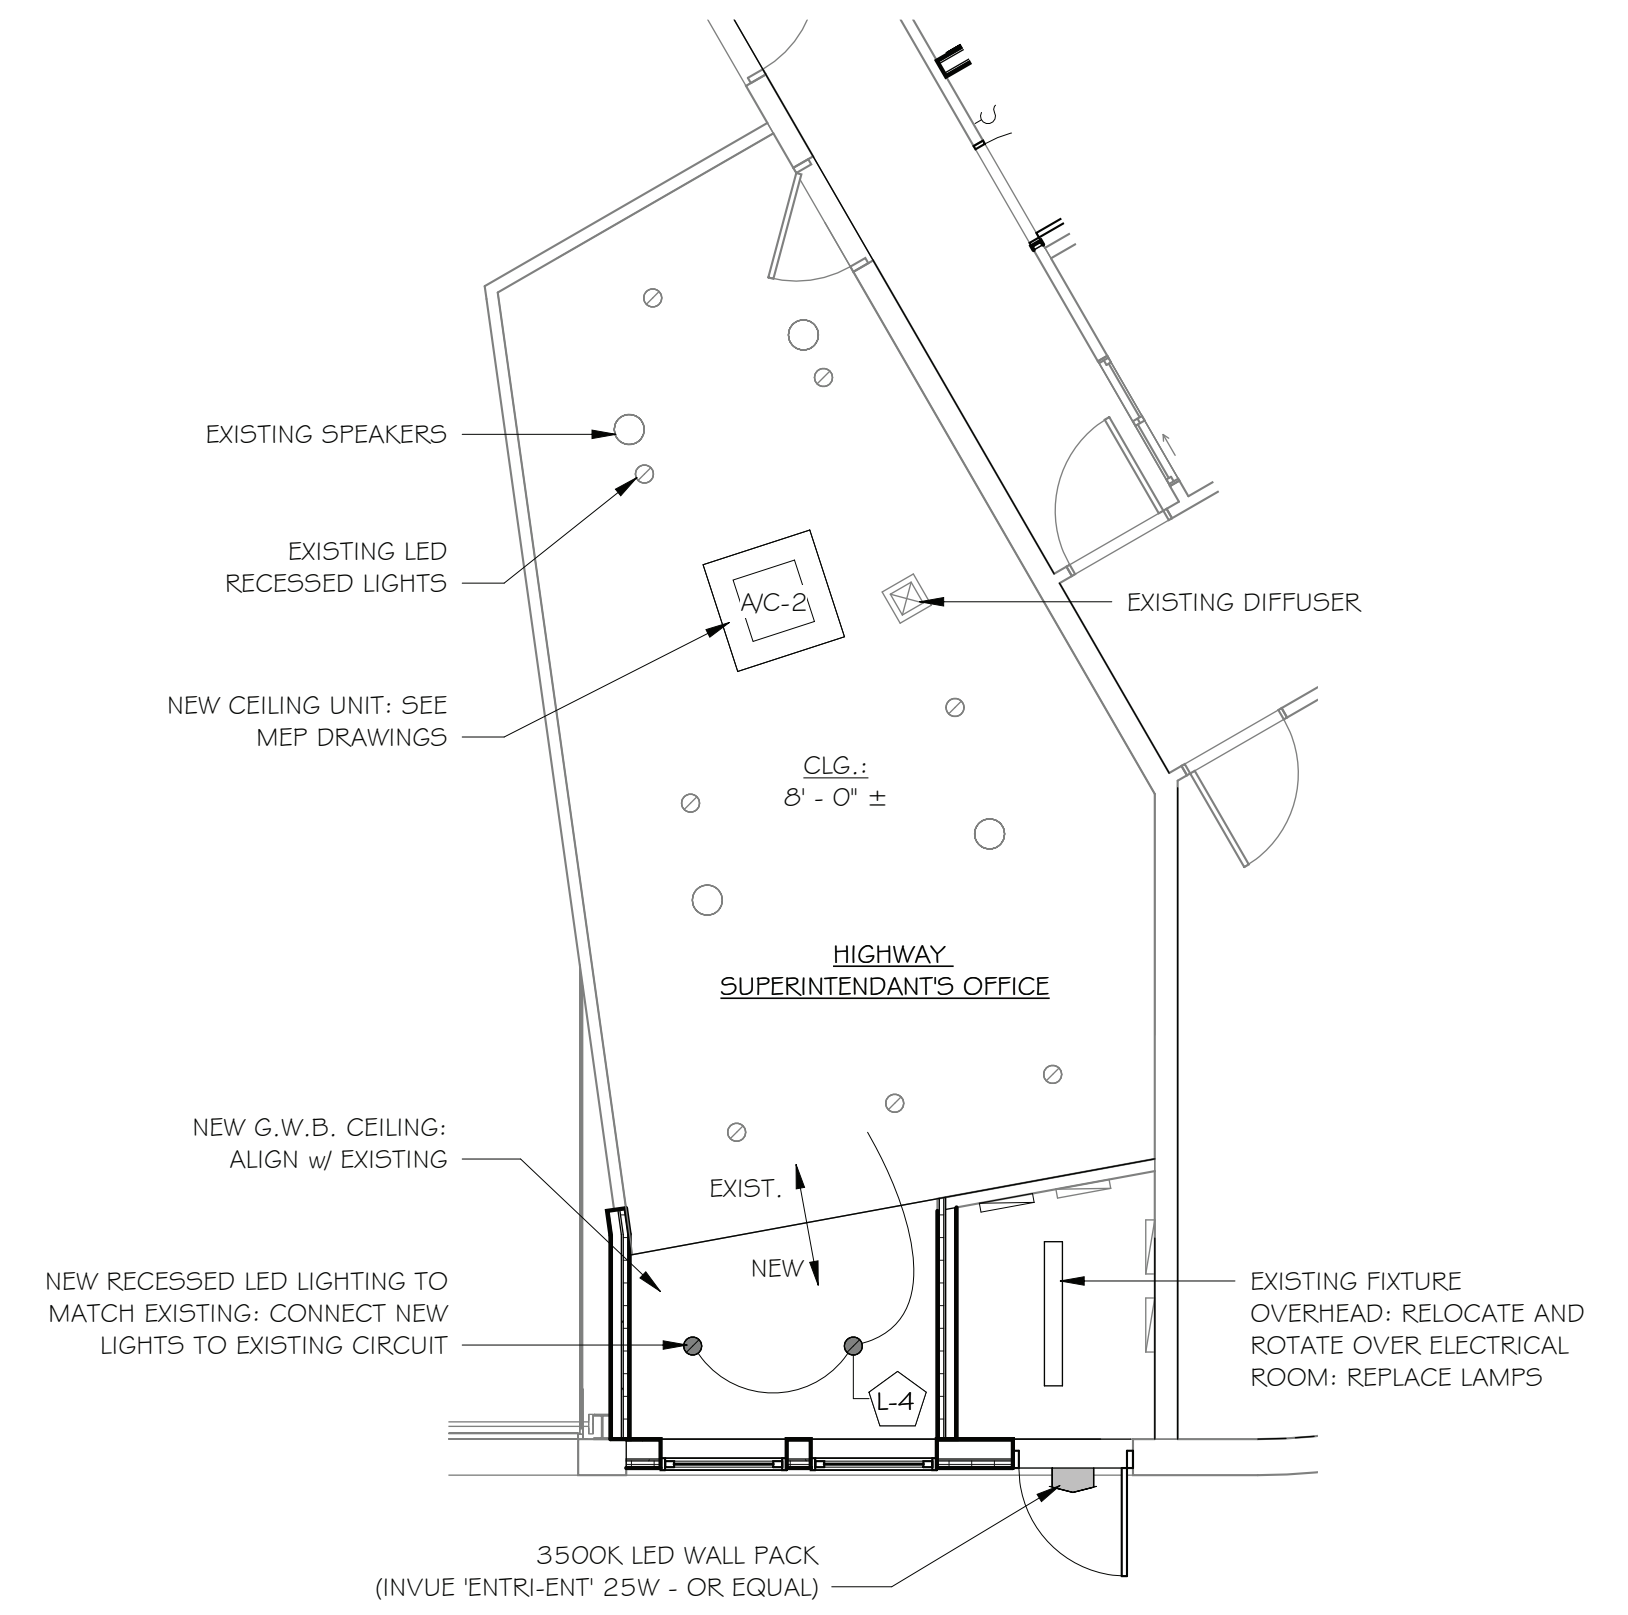 EXISTING SPEAKERS
EXISTING LED
RECESSED LIGHTS
A/C-2
EXISTING DIFFUSER
NEW CEILING UNIT: SEE
MEP DRAWINGS
CLG.:
8' - 0" ±
HIGHWAY
SUPERINTENDANT'S OFFICE
NEW G.W.B. CEILING:
ALIGN w/ EXISTING
EXIST.
NEW
NEW RECESSED LED LIGHTING TO
MATCH EXISTING: CONNECT NEW
LIGHTS TO EXISTING CIRCUIT
L-4
EXISTING FIXTURE
OVERHEAD: RELOCATE AND
ROTATE OVER ELECTRICAL
ROOM: REPLACE LAMPS
3500K LED WALL PACK
(INVUE 'ENTRI-ENT' 25W - OR EQUAL)